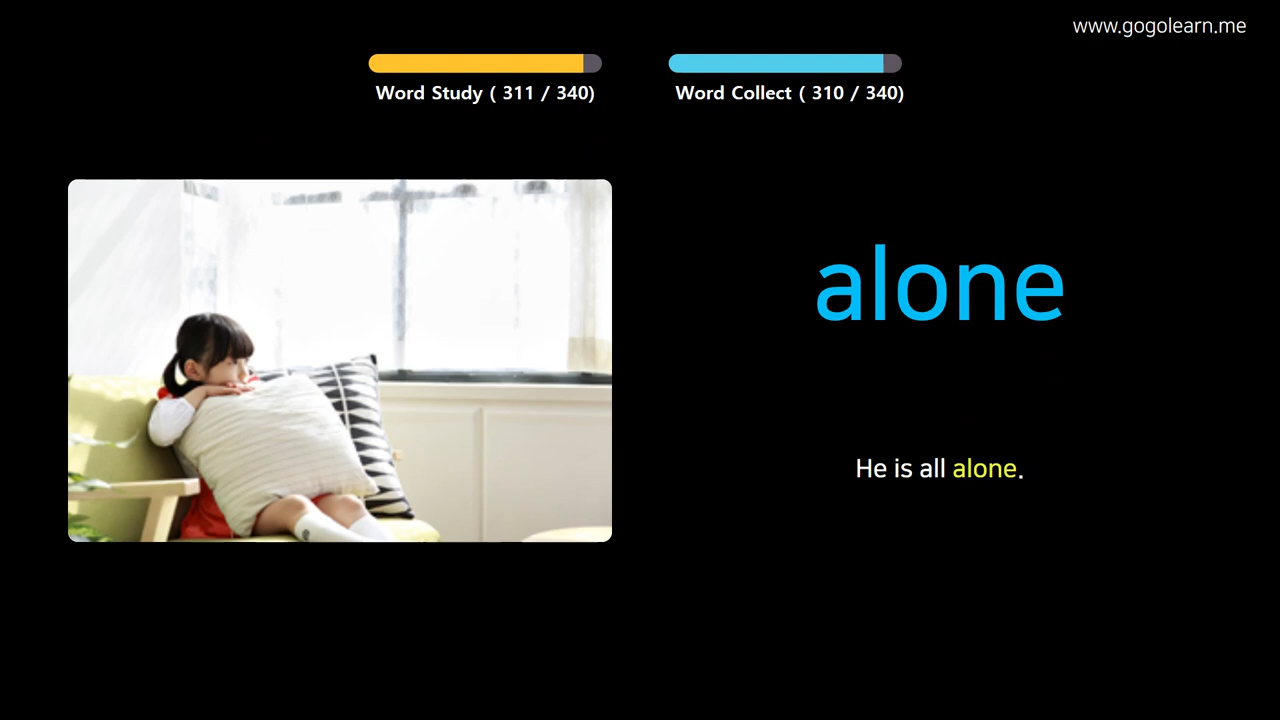 www.gogolearn.me
Word Study ( 311 / 340)
Word Collect ( 310 / 340)
alone
He is all alone.